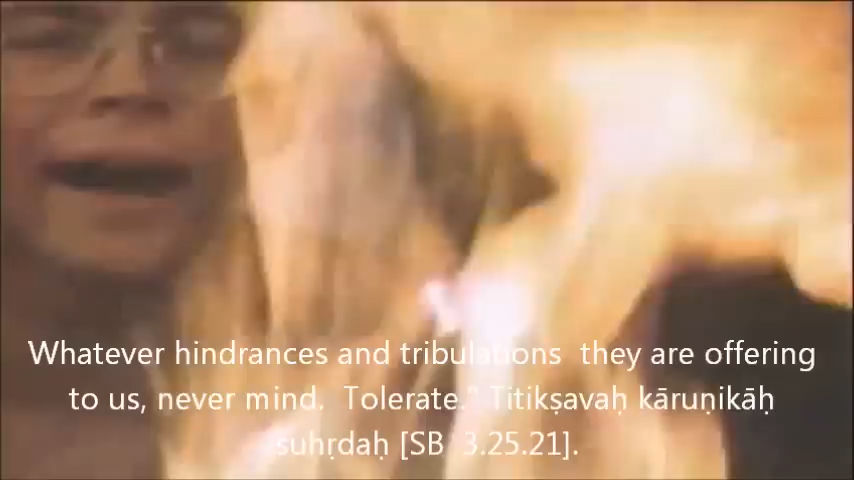 Whatever hindrances and tribulations  they are offering
to us, never mind.  Tolerate." Titikṣavaḥ kāruṇikāḥ
suhṛdaḥ [SB  3.25.21].